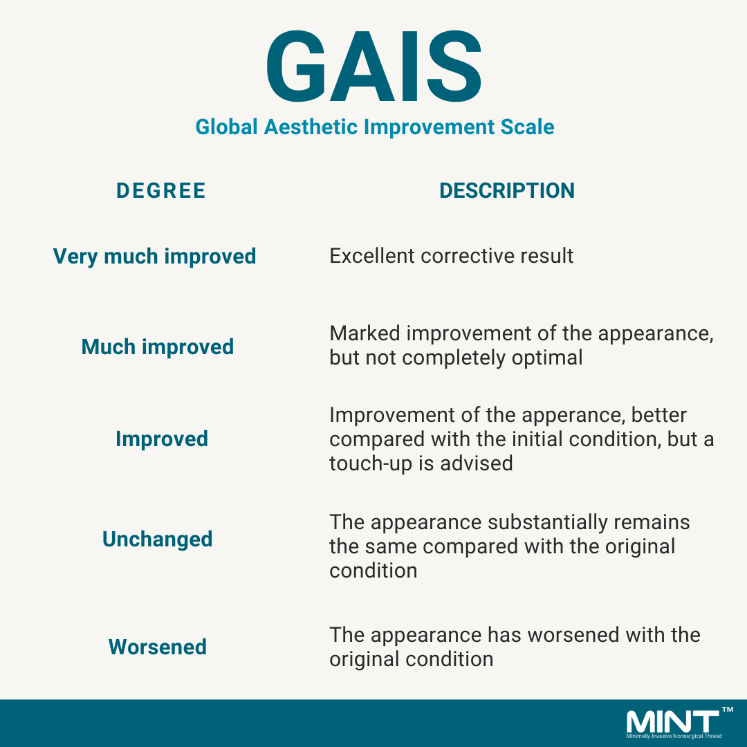 GAIS
Global Aesthetic Improvement Scale
DEGREE DESCRIPTION
Very much improved Excellent corrective result
Much improved Marked improvement of the appearance,
but not completely optimal
Improved Improvement of the apperance, better
compared with the initial condition, but a
touch-up is advised
Unchanged The appearance substantially remains
the same compared with the original
condition
Worsened The appearance has worsened with the
original condition
MINT™
Minimally Invasive Nonsurgical Thread